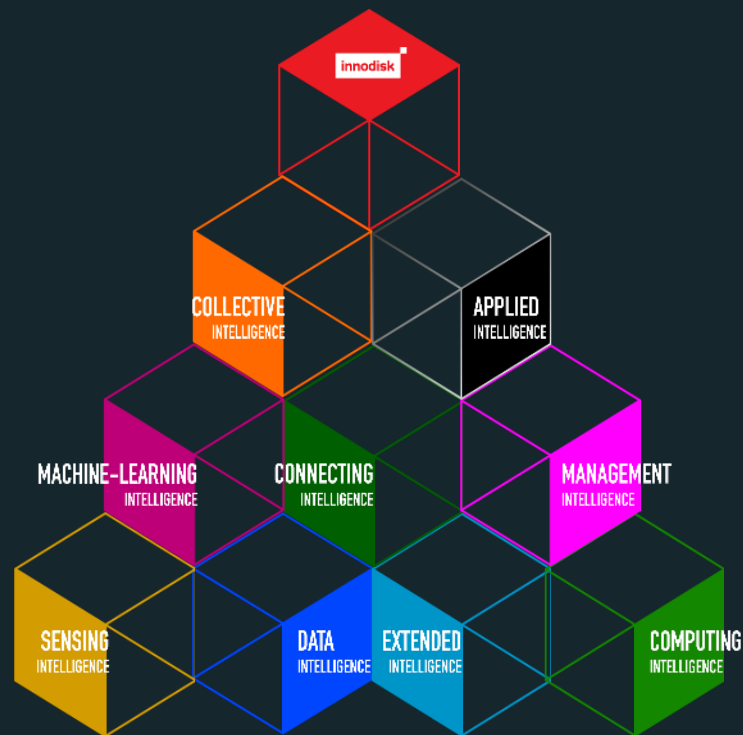 innodisk
COLLECTIVE
INTELLIGENCE
APPLIED
INTELLIGENCE
MACHINE-LEARNING
INTELLIGENCE
CONNECTING
INTELLIGENCE
MANAGEMENT
INTELLIGENCE
SENSING
INTELLIGENCE
DATA
INTELLIGENCE
EXTENDED
INTELLIGENCE
COMPUTING
INTELLIGENCE